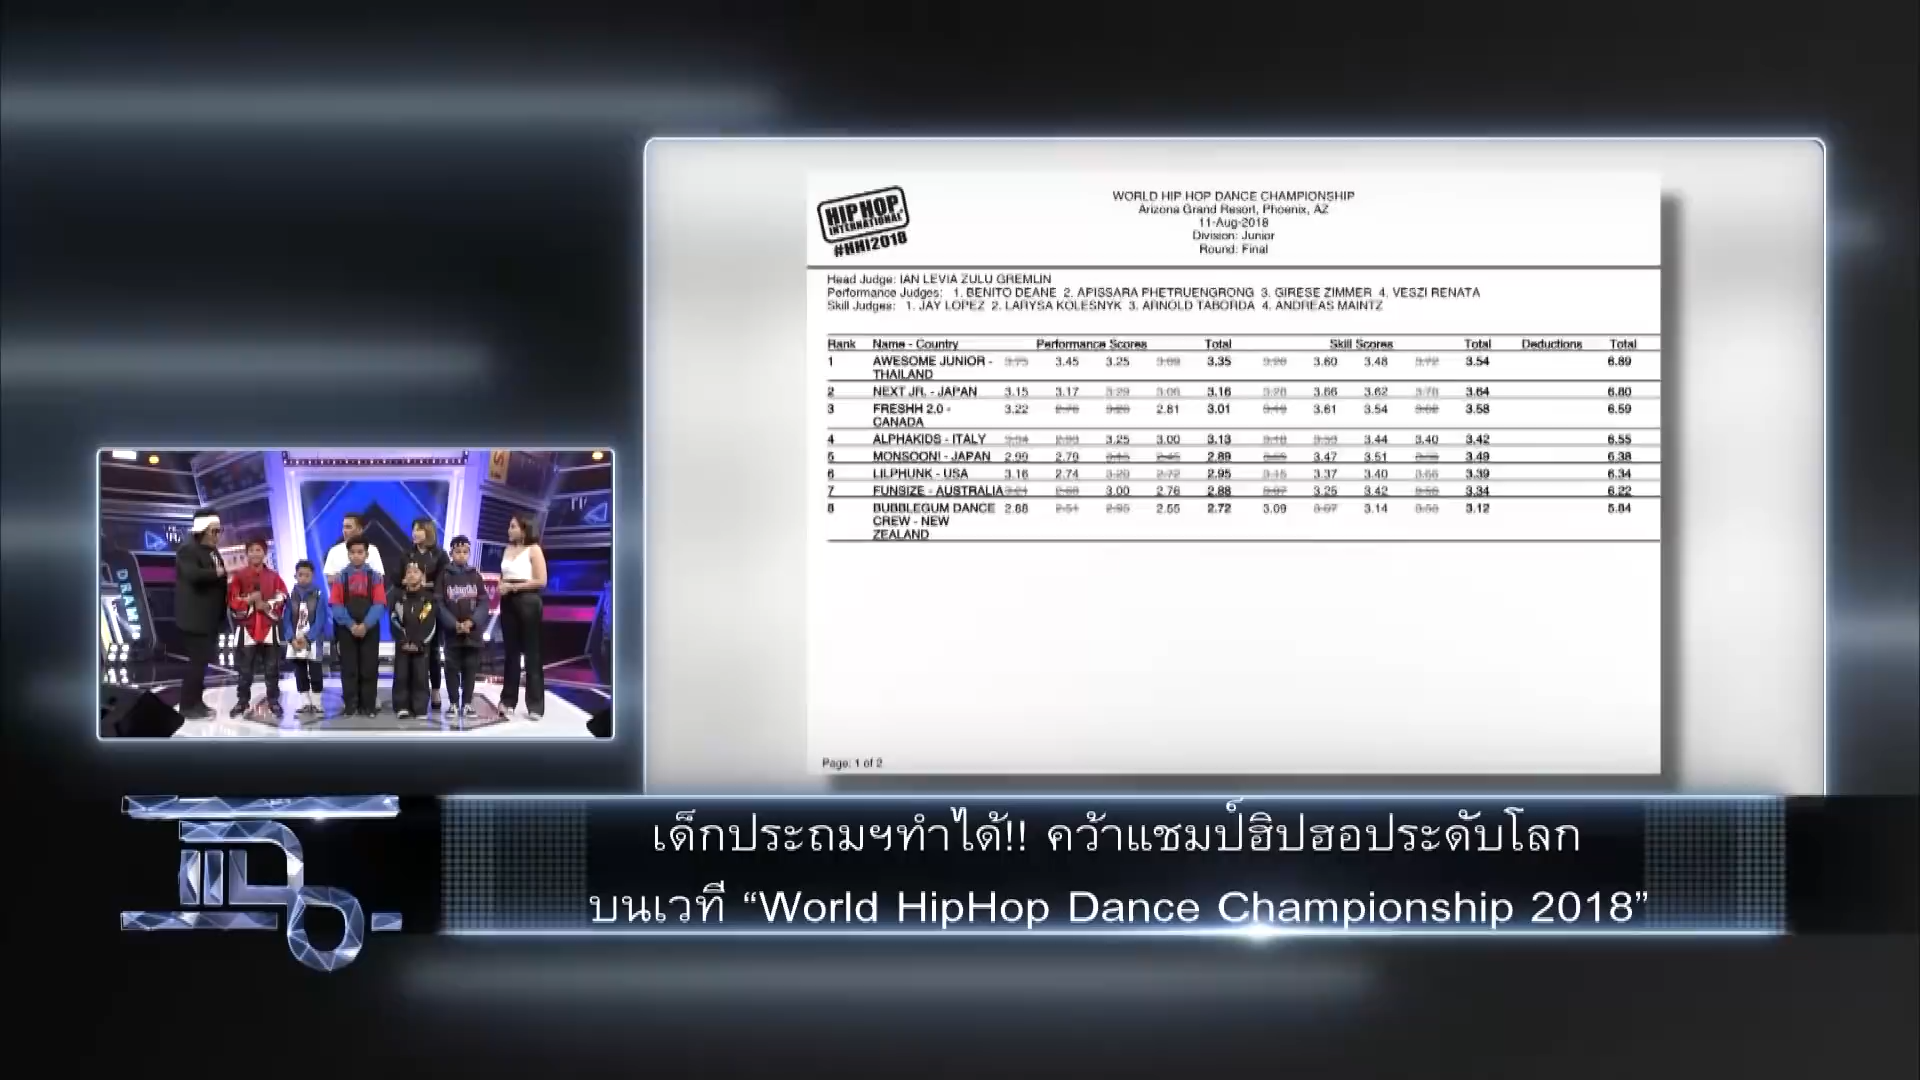 HIP HOP
INTERNATIONAL
#HHI2018
WORLD HIP HOP DANCE CHAMPIONSHIP
Arizona Grand Resort, Phoenix, AZ
11-Aug-2018
Division: Junior
Round: Final
Head Judge: IAN LEVIA ZULU GREMLIN
Performance Judges: 1. BENITO DEANE 2. APISSARA PHETRUENGRONG 3. GIRESE ZIMMER 4. VESZI RENATA
Skill Judges: 1. JAY LOPEZ 2. LARYSA KOLESNYK 3. ARNOLD TABORDA 4. ANDREAS MAINTZ
Rank Name - Country Performance Scores Total Skill Scores Total Deductions Total
1 AWESOME JUNIOR - 3.45 3.25 3.35 3.60 3.48 3.54 6.89
THAILAND
2 NEXT JR. - JAPAN 3.15 3.17 3.16 3.66 3.62 3.64 6.80
3 FRESHH 2.0 - 3.22 2.81 3.01 3.61 3.54 3.58 6.59
CANADA
4 ALPHAKIDS - ITALY 3.25 3.00 3.13 3.44 3.40 3.42 6.55
5 MONSOON! - JAPAN 2.99 2.79 2.89 3.47 3.51 3.49 6.38
6 LILPHUNK - USA 3.16 2.74 2.95 3.37 3.40 3.39 6.34
7 FUNSIZE - AUSTRALIA 3.00 2.76 2.88 3.25 3.42 3.34 6.22
8 BUBBLEGUM DANCE 2.88 2.55 2.72 3.09 3.14 3.12 5.84
CREW - NEW
ZEALAND
Page: 1 of 2
DRAMA
เด็กประถมฯทำได้!! คว้าแชมป์ฮิปฮอประดับโลก
บนเวที “World HipHop Dance Championship 2018”